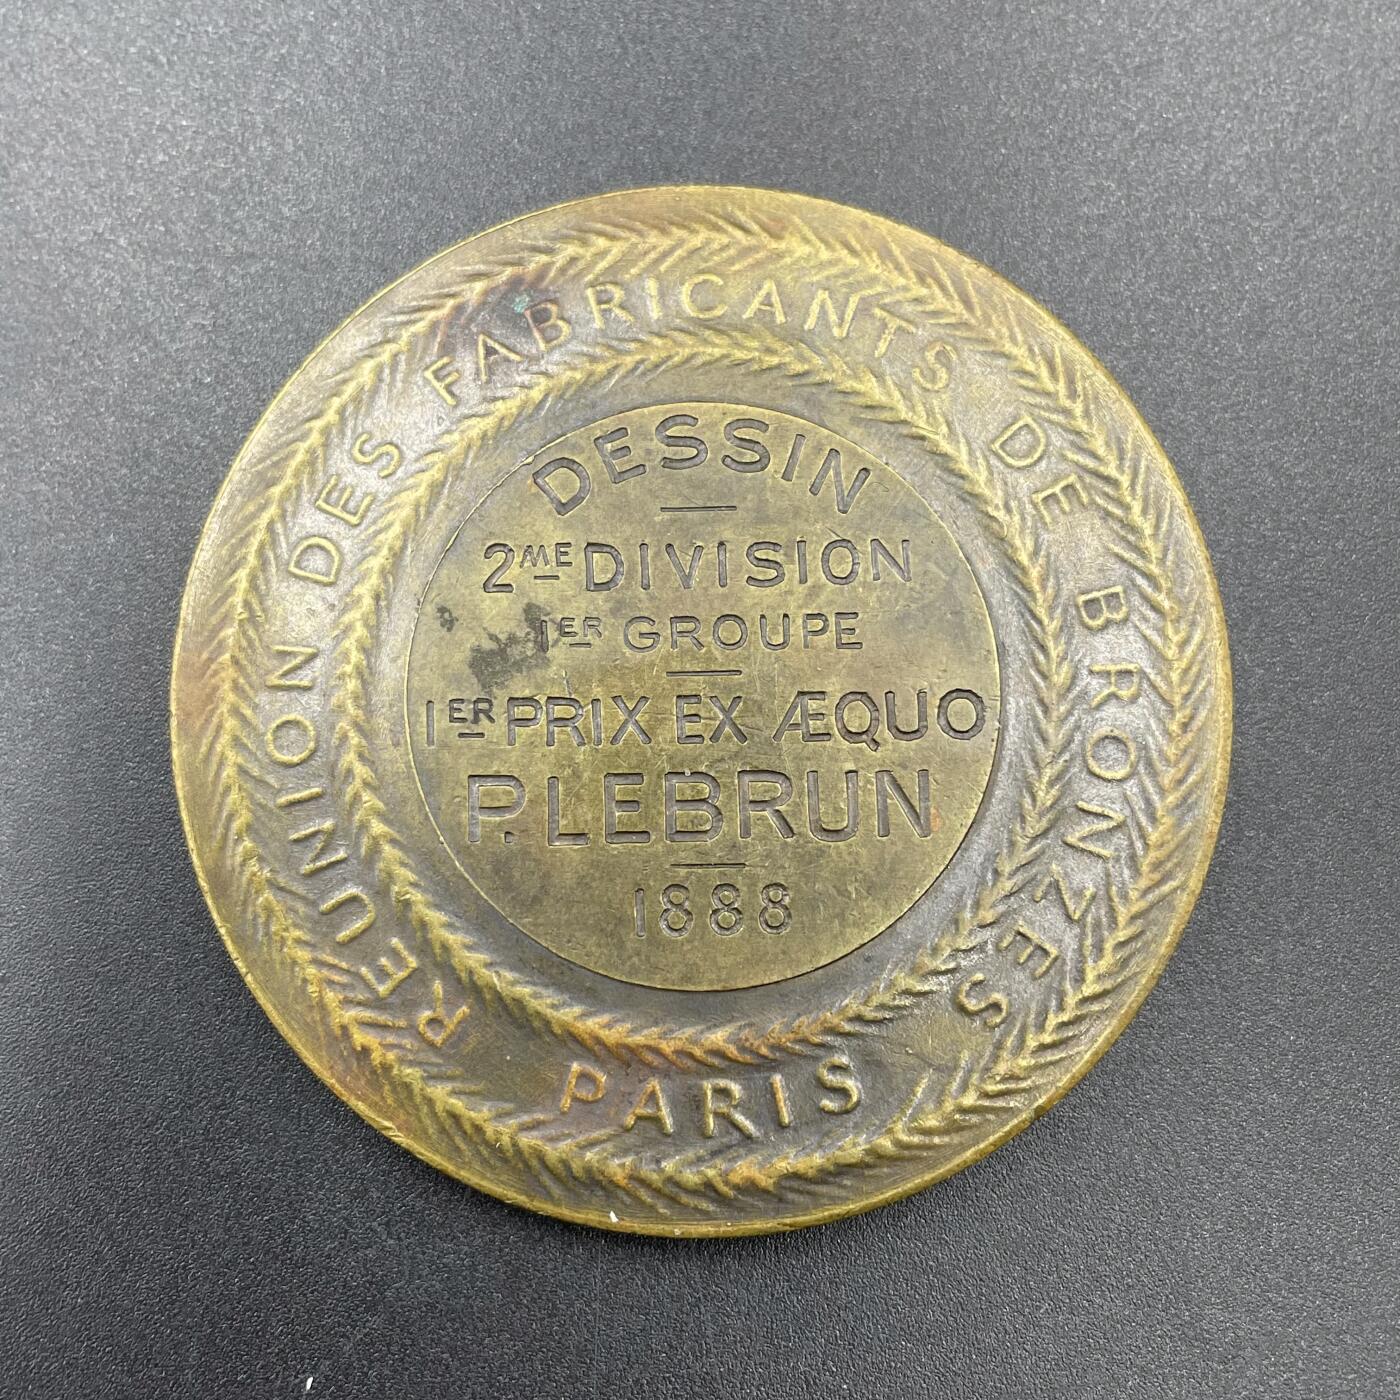 REUNION DES FABRICANTS DE BRONZES
PARIS
DESSIN
2ME DIVISION
1ER GROUPE
1ER PRIX EX ÆQUO
P. LEBRUN
1888